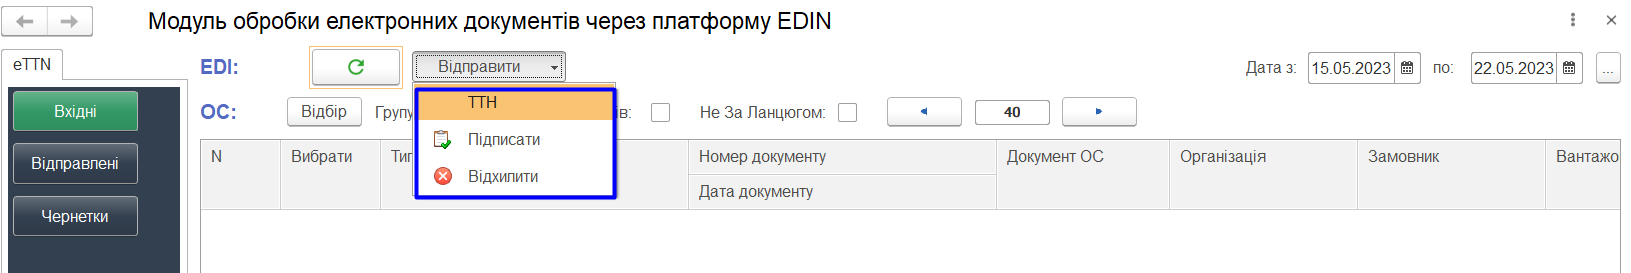 Модуль обробки електронних документів через платформу EDIN
eTTN
EDI:
Відправити
Дата з: 15.05.2023 по: 22.05.2023 ...
Вхідні
Відправлені
Чернетки
ТТН
Підписати
Відхилити
ОС: Відбір Не За Ланцюгом: 40
N Вибрати Номер документу Документ ОС Організація Замовник Вантажо
Дата документу